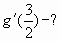 g'(3/2) - ?